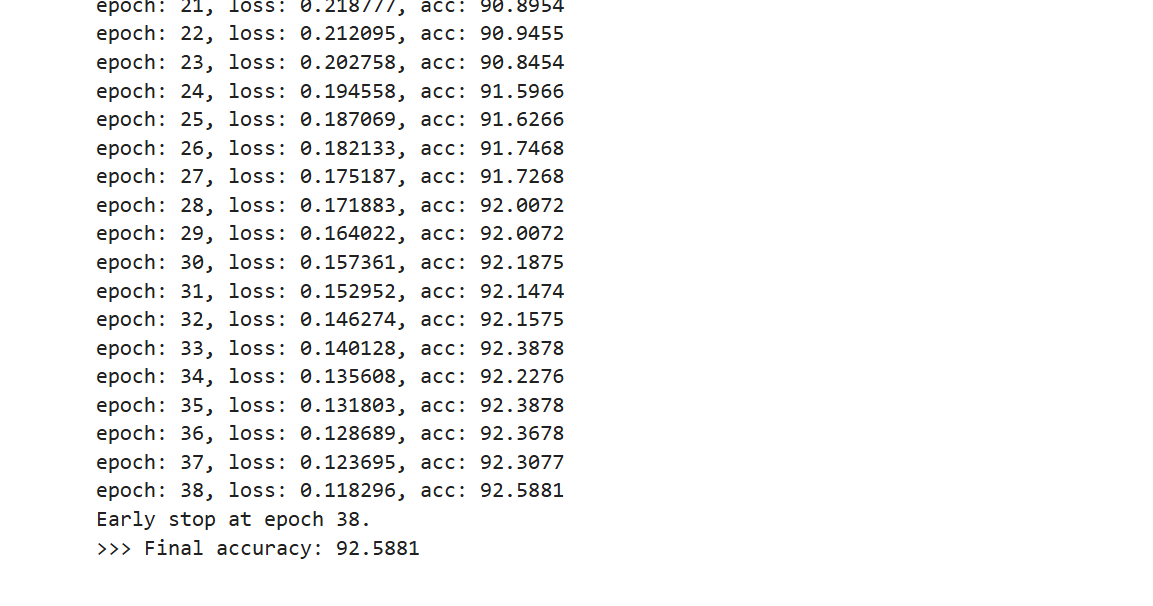 epoch: 21, loss: 0.218777, acc: 90.8954
epoch: 22, loss: 0.212095, acc: 90.9455
epoch: 23, loss: 0.202758, acc: 90.8454
epoch: 24, loss: 0.194558, acc: 91.5966
epoch: 25, loss: 0.187069, acc: 91.6266
epoch: 26, loss: 0.182133, acc: 91.7468
epoch: 27, loss: 0.175187, acc: 91.7268
epoch: 28, loss: 0.171883, acc: 92.0072
epoch: 29, loss: 0.164022, acc: 92.0072
epoch: 30, loss: 0.157361, acc: 92.1875
epoch: 31, loss: 0.152952, acc: 92.1474
epoch: 32, loss: 0.146274, acc: 92.1575
epoch: 33, loss: 0.140128, acc: 92.3878
epoch: 34, loss: 0.135608, acc: 92.2276
epoch: 35, loss: 0.131803, acc: 92.3878
epoch: 36, loss: 0.128689, acc: 92.3678
epoch: 37, loss: 0.123695, acc: 92.3077
epoch: 38, loss: 0.118296, acc: 92.5881
Early stop at epoch 38.
>>> Final accuracy: 92.5881